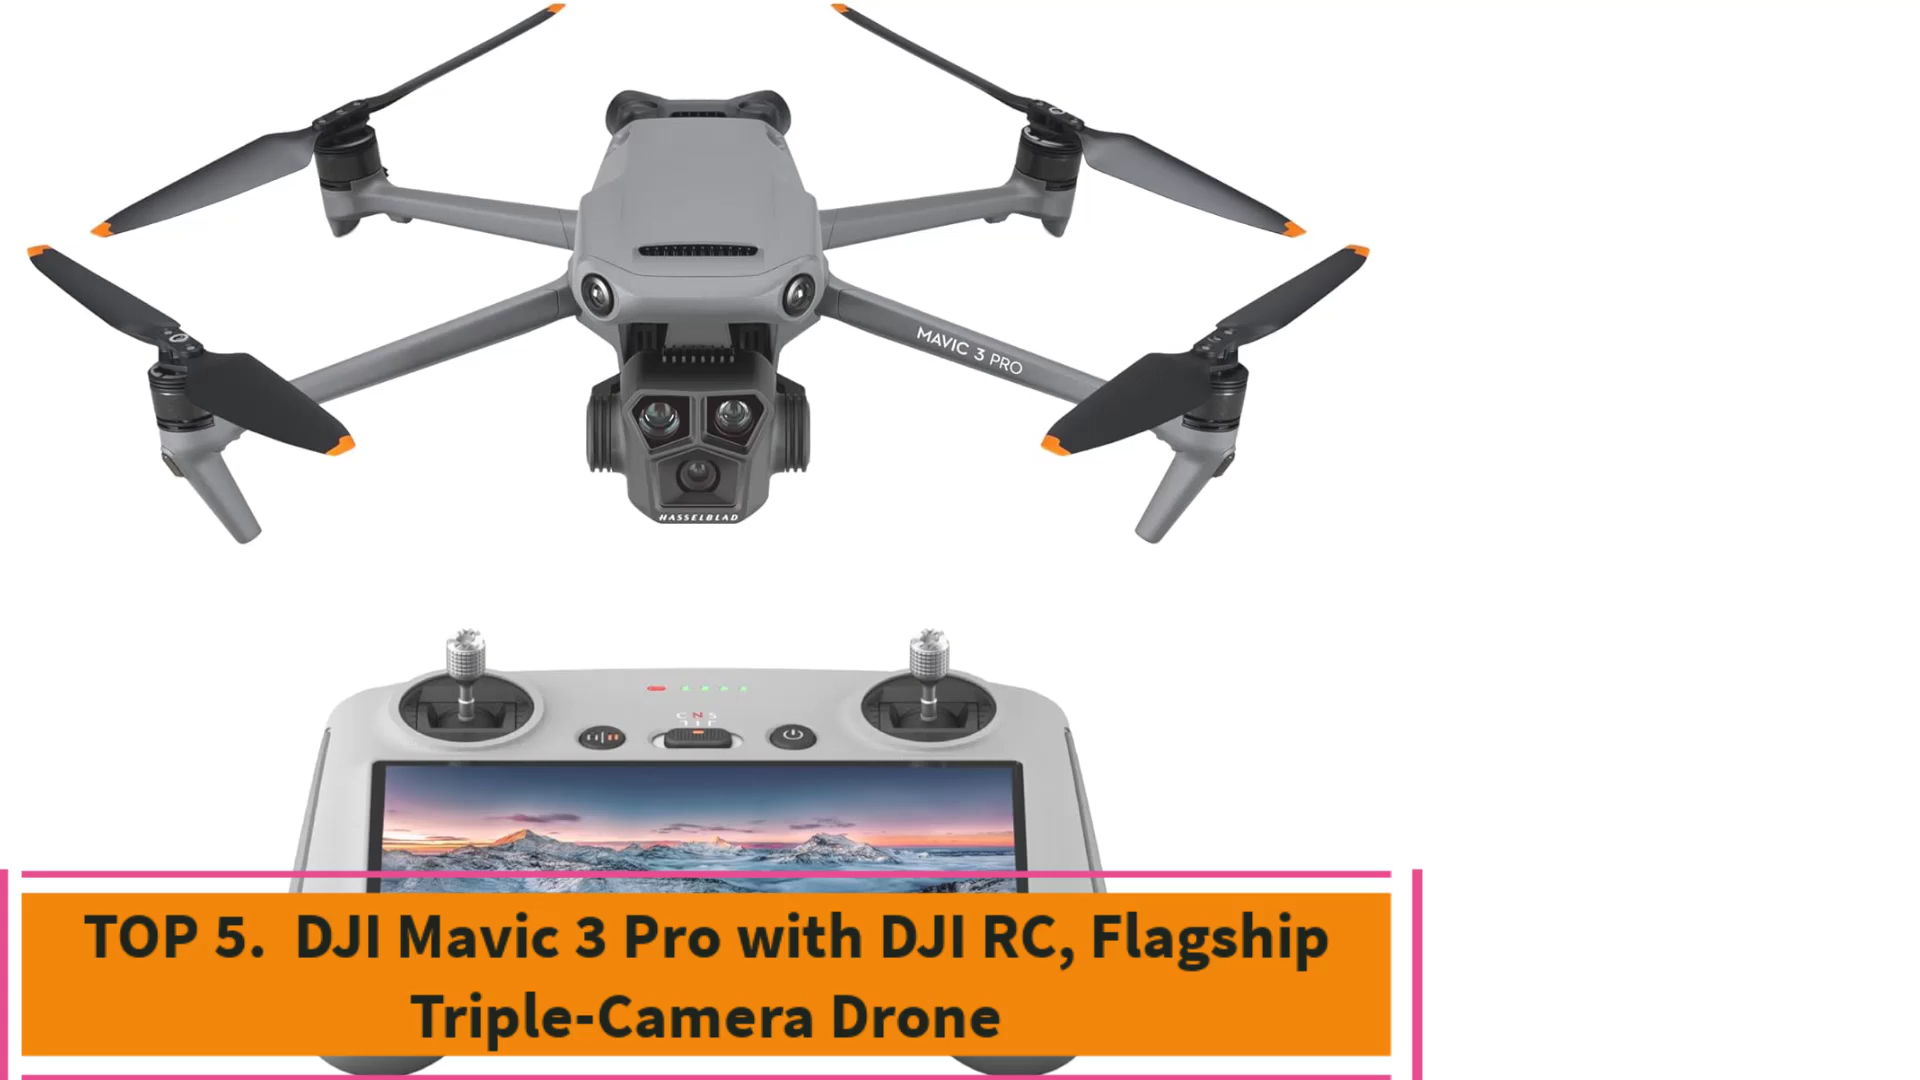 MAVIC 3 PRO
HASSELBLAD
C N S
TOP 5. DJI Mavic 3 Pro with DJI RC, Flagship
Triple-Camera Drone